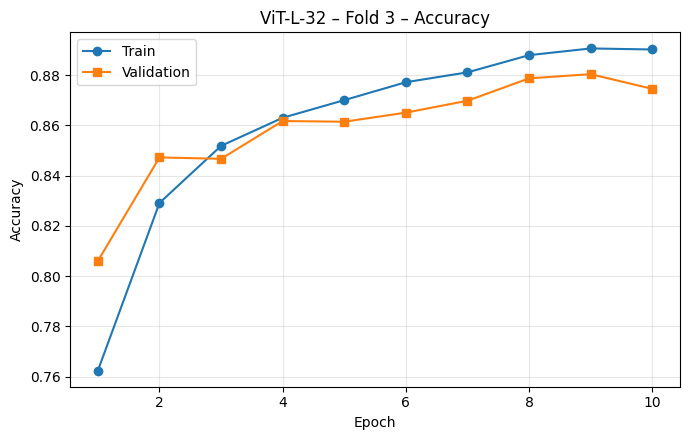 ViT-L-32 – Fold 3 – Accuracy
Train
Validation
Accuracy
0.88
0.86
0.84
0.82
0.80
0.78
0.76
2 4 6 8 10
Epoch